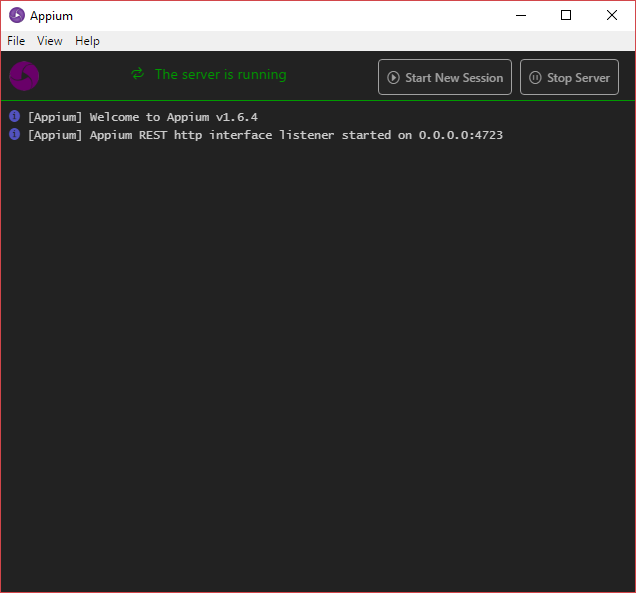 Appium
File View Help
The server is running
Start New Session
Stop Server
[Appium] Welcome to Appium v1.6.4
[Appium] Appium REST http interface listener started on 0.0.0.0:4723